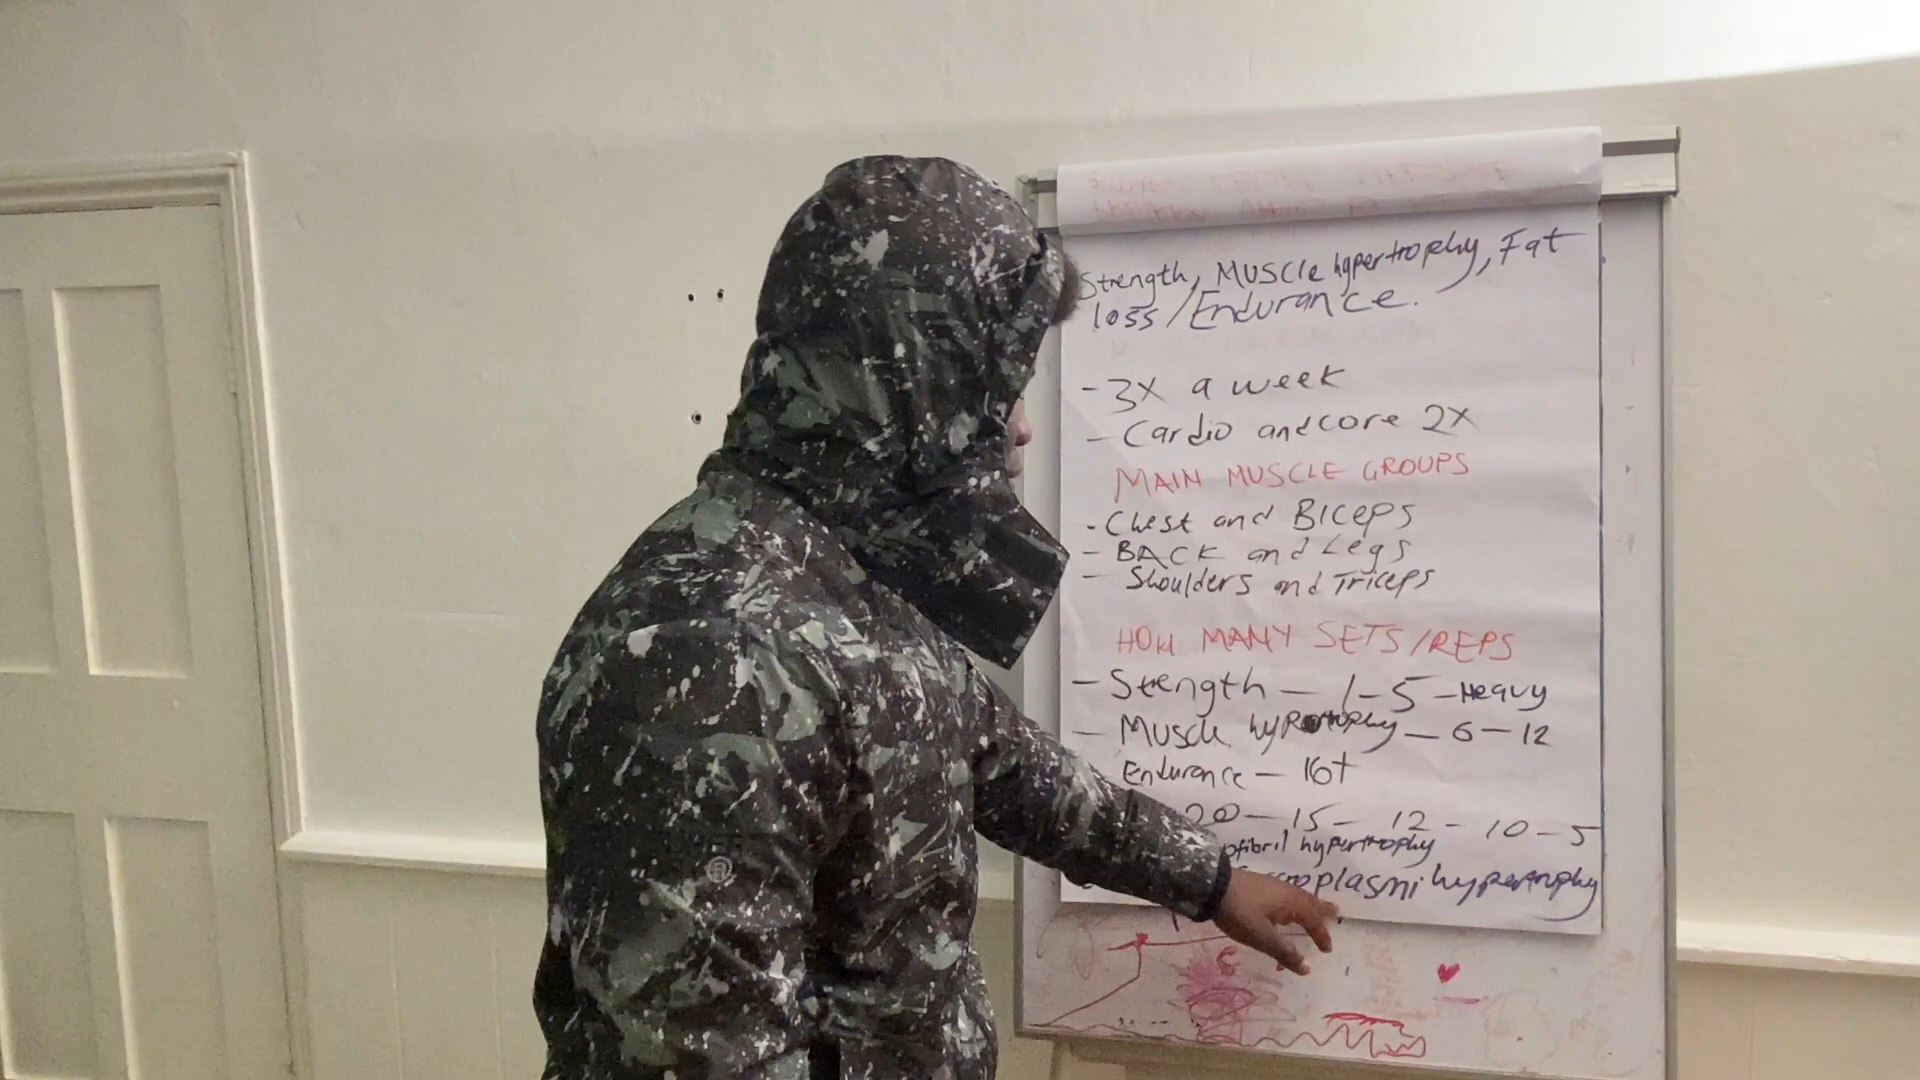 Strength, Muscle hypertrophy, Fat
loss/Endurance.
- 3X a week
- Cardio and core 2X
MAIN MUSCLE GROUPS
- Chest and BICEPS
- BACK and Legs
- Shoulders and Triceps
HOW MANY SETS/REPS
- Strength - 1-5 - Heavy
- Muscle hypertrophy - 6-12
Endurance - 16+
20 - 15 - 12 - 10 - 5
ofibril hypertrophy
plasmi hypertrophy